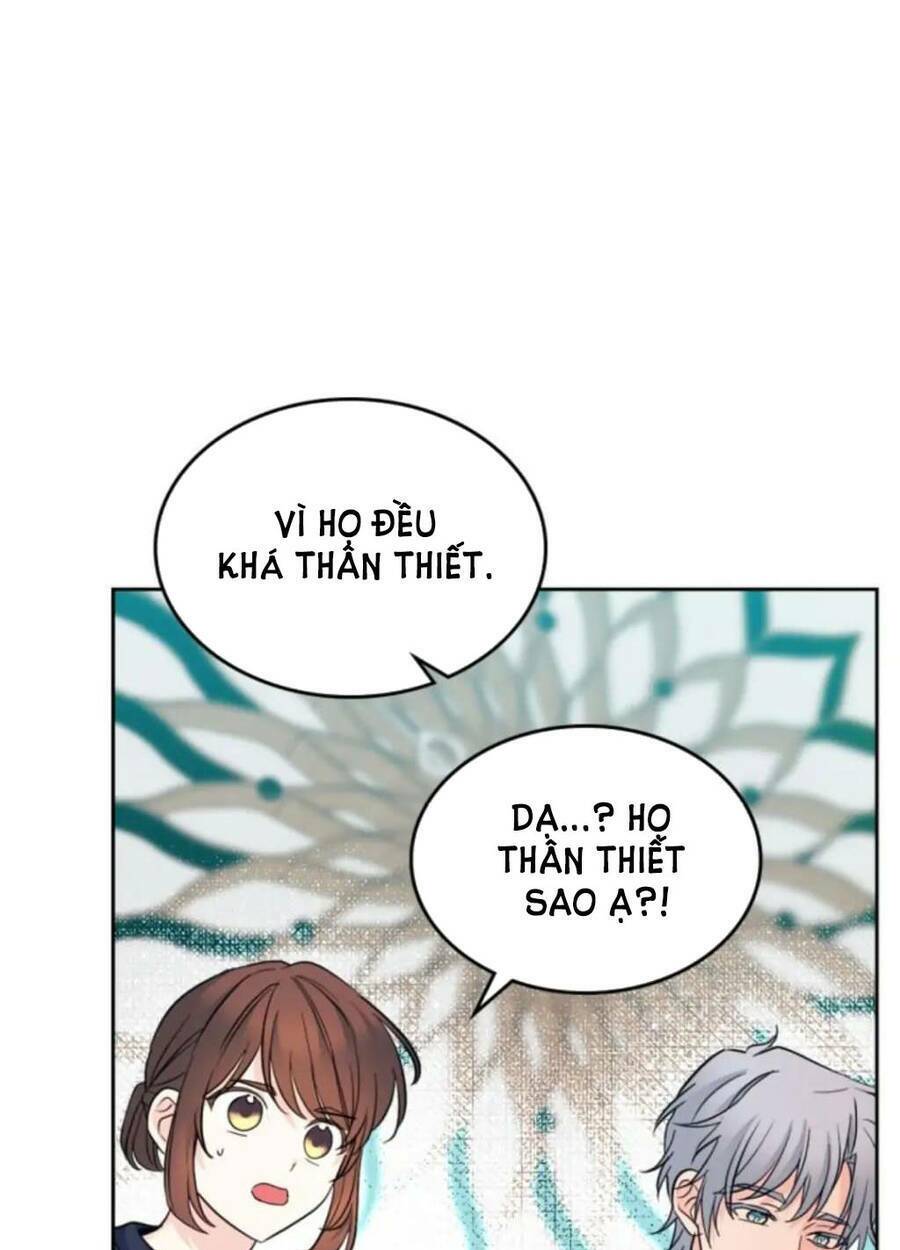 VÌ HỌ ĐỀU
KHÁ THÂN THIẾT.
DẠ...? HỌ
THÂN THIẾT
SAO Ạ?!